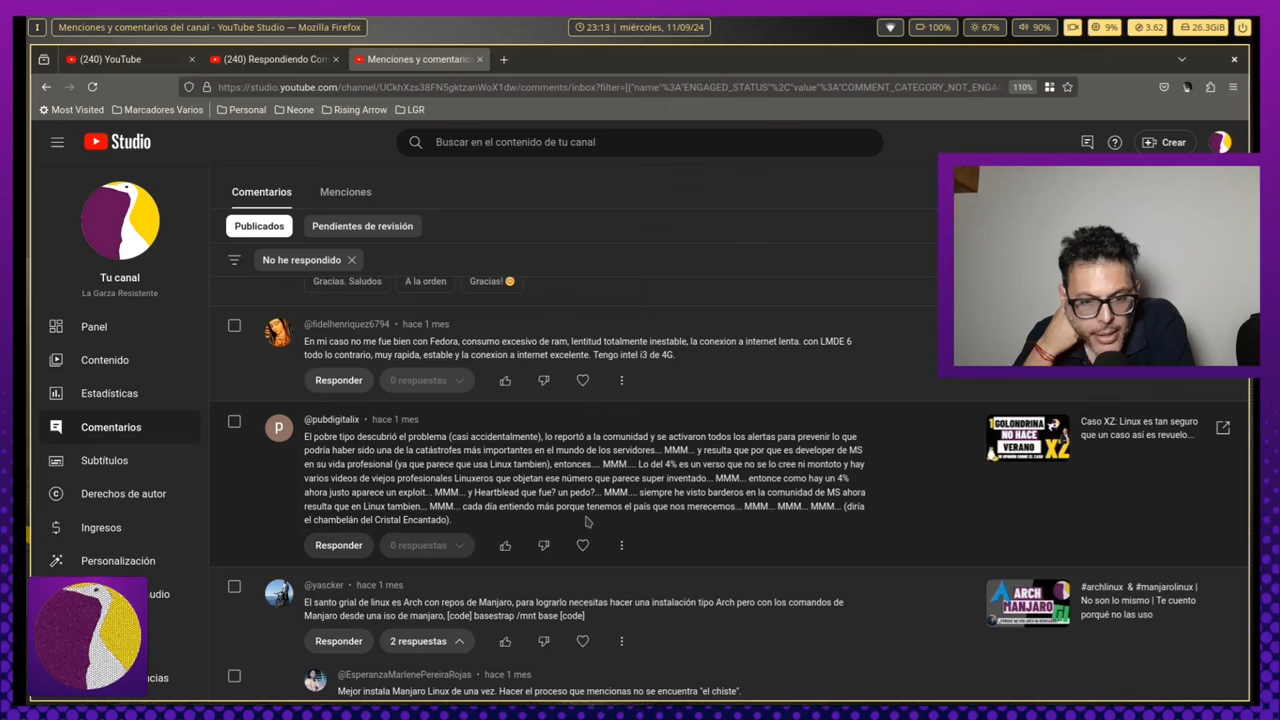 I
Menciones y comentarios del canal - YouTube Studio — Mozilla Firefox
23:13 | miércoles, 11/09/24
100%
67%
90%
9%
3.62
26.3GiB
(240) YouTube
(240) Respondiendo Com
Menciones y comentarios
https://studio.youtube.com/channel/UCkhXzs38FN5gktzanWoX1dw/comments/inbox?filter=[{"name"%3A"ENGAGED_STATUS"%2C"value"%3A"COMMENT_CATEGORY_NOT_ENGA
110%
Most Visited
Marcadores Varios
Personal
Neone
Rising Arrow
LGR
Studio
Buscar en el contenido de tu canal
Crear
Comentarios
Menciones
Publicados
Pendientes de revisión
No he respondido
Tu canal
La Garza Resistente
Panel
Contenido
Estadísticas
Comentarios
Subtítulos
Derechos de autor
Ingresos
Personalización
Gracias. Saludos
A la orden
Gracias! 😊
@fidelhenriquez6794 • hace 1 mes
En mi caso no me fue bien con Fedora, consumo excesivo de ram, lentitud totalmente inestable, la conexion a internet lenta. con LMDE 6
todo lo contrario, muy rapida, estable y la conexion a internet excelente. Tengo intel i3 de 4G.
Responder
0 respuestas
P
@pubdigitalix • hace 1 mes
El pobre tipo descubrió el problema (casi accidentalmente), lo reportó a la comunidad y se activaron todos los alertas para prevenir lo que
podría haber sido una de la catástrofes más importantes en el mundo de los servidores... MMM... y resulta qué por que es developer de MS
en su vida profesional (ya que parece que usa Linux tambien), entonces.... MMM.... Lo del 4% es un verso que no se lo cree ni montoto y hay
varios videos de viejos profesionales Linuxeros que objetan ese número que parece super inventado... MMM... entonce como hay un 4%
ahora justo aparece un exploit... MMM... y Heartblead que fue? un pedo?... MMM.... siempre he visto barderos en la comunidad de MS ahora
resulta que en Linux tambien... MMM... cada día entiendo más porque tenemos el país que nos merecemos... MMM... MMM... MMM... (diría
el chambelán del Cristal Encantado).
Responder
0 respuestas
1 GOLONDRINA
NO HACE
VERANO
Caso XZ: Linux es tan seguro
que un caso así es revuelo...
@yascker • hace 1 mes
El santo grial de linux es Arch con repos de Manjaro, para lograrlo necesitas hacer una instalación tipo Arch pero con los comandos de
Manjaro desde una iso de manjaro, [code] basestrap /mnt base [code]
Responder
2 respuestas
ARCH
MANJARO
#archlinux & #manjarolinux |
No son lo mismo | Te cuento
porqué no las uso
@EsperanzaMarlenePereiraRojas • hace 1 mes
Mejor instala Manjaro Linux de una vez. Hacer el proceso que mencionas no se encuentra "el chiste".